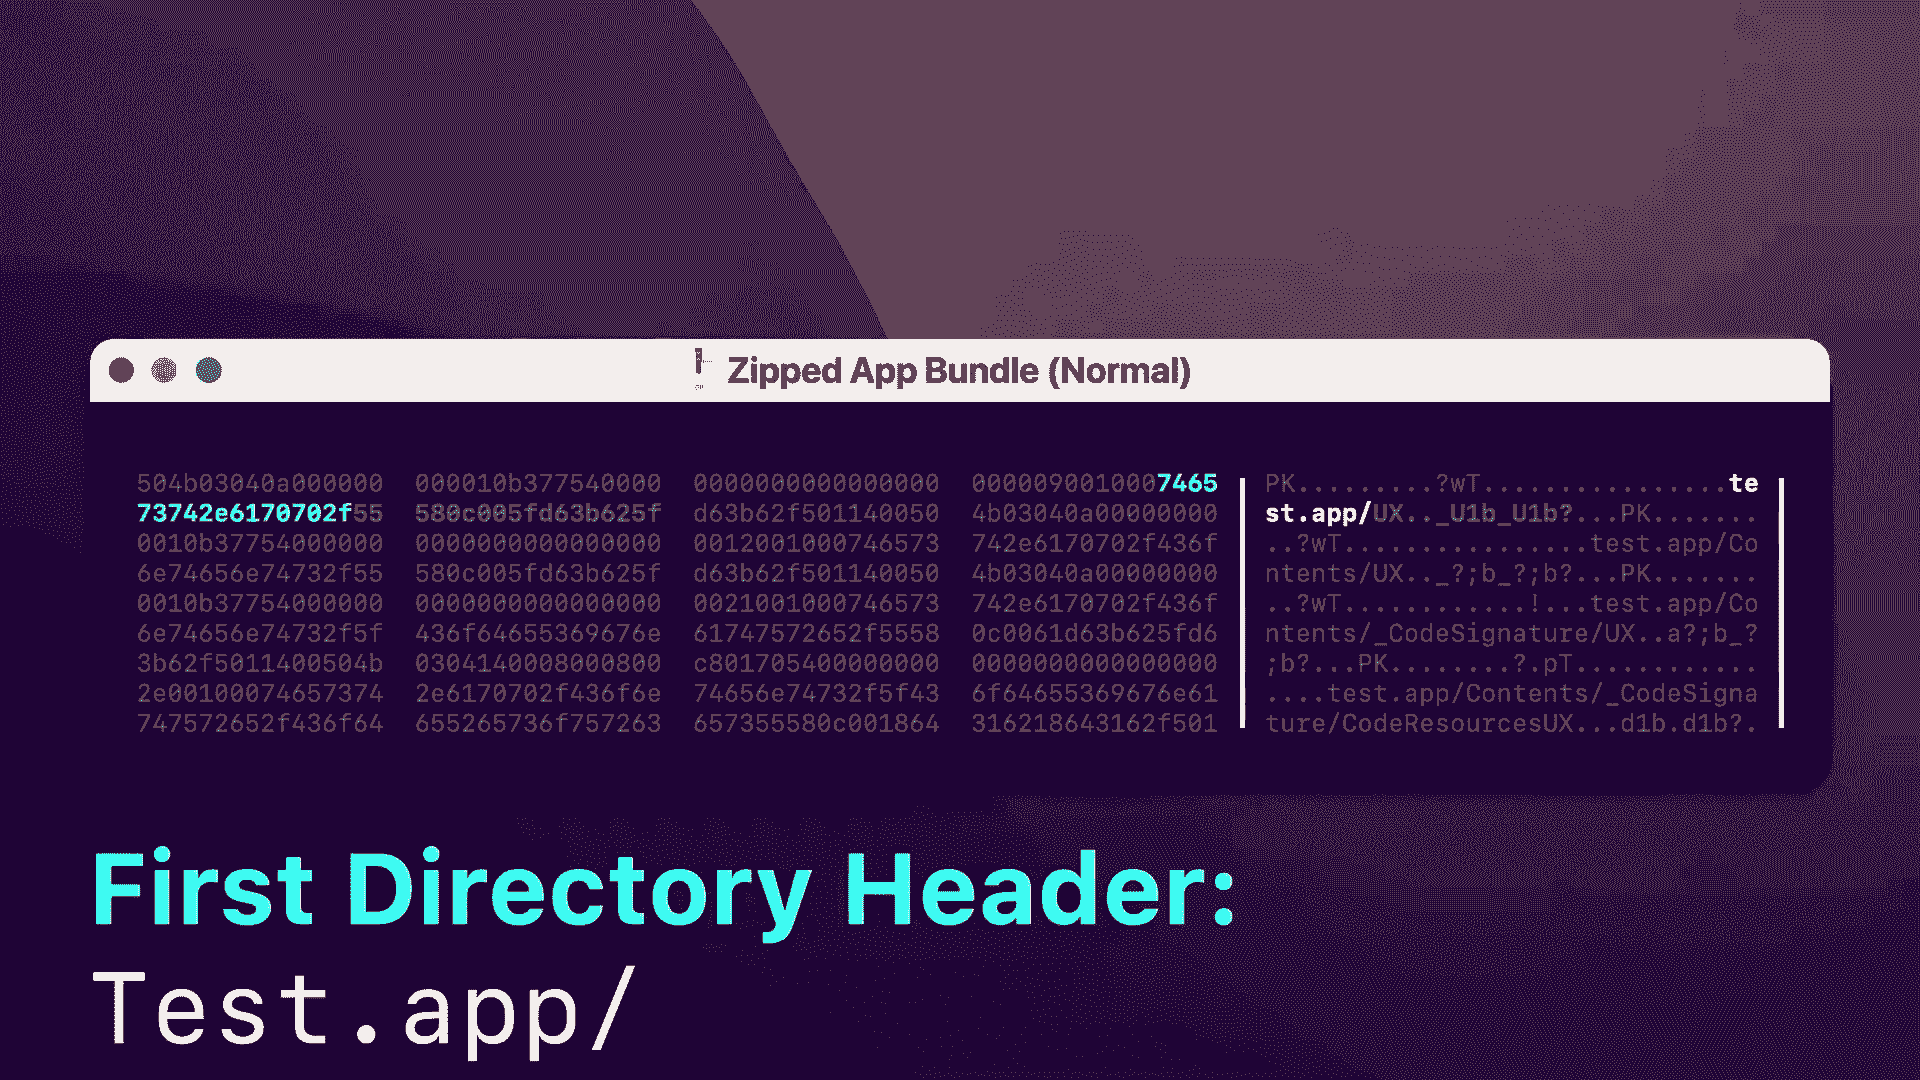 Zipped App Bundle (Normal)
504b03040a000000 000010b377540000 0000000000000000 0000090010007465 PK.........?wT................te
73742e6170702f55 580c005fd63b625f d63b62f501140050 4b03040a00000000 st.app/UX.._U1b_U1b?...PK.......
0010b37754000000 0000000000000000 0012001000746573 742e6170702f436f ..?wT................test.app/Co
6e74656e74732f55 580c005fd63b625f d63b62f501140050 4b03040a00000000 ntents/UX.._?;b_?;b?...PK.......
0010b37754000000 0000000000000000 0021001000746573 742e6170702f436f ..?wT............!...test.app/Co
6e74656e74732f5f 436f64655369676e 61747572652f5558 0c0061d63b625fd6 ntents/_CodeSignature/UX..a?;b_?
3b62f5011400504b 0304140008000800 c801705400000000 0000000000000000 ;b?...PK........?.pT............
2e00100074657374 2e6170702f436f6e 74656e74732f5f43 6f64655369676e61 ....test.app/Contents/_CodeSigna
747572652f436f64 655265736f757263 657355580c001864 316218643162f501 ture/CodeResourcesUX...d1b.d1b?.
First Directory Header:
Test.app/